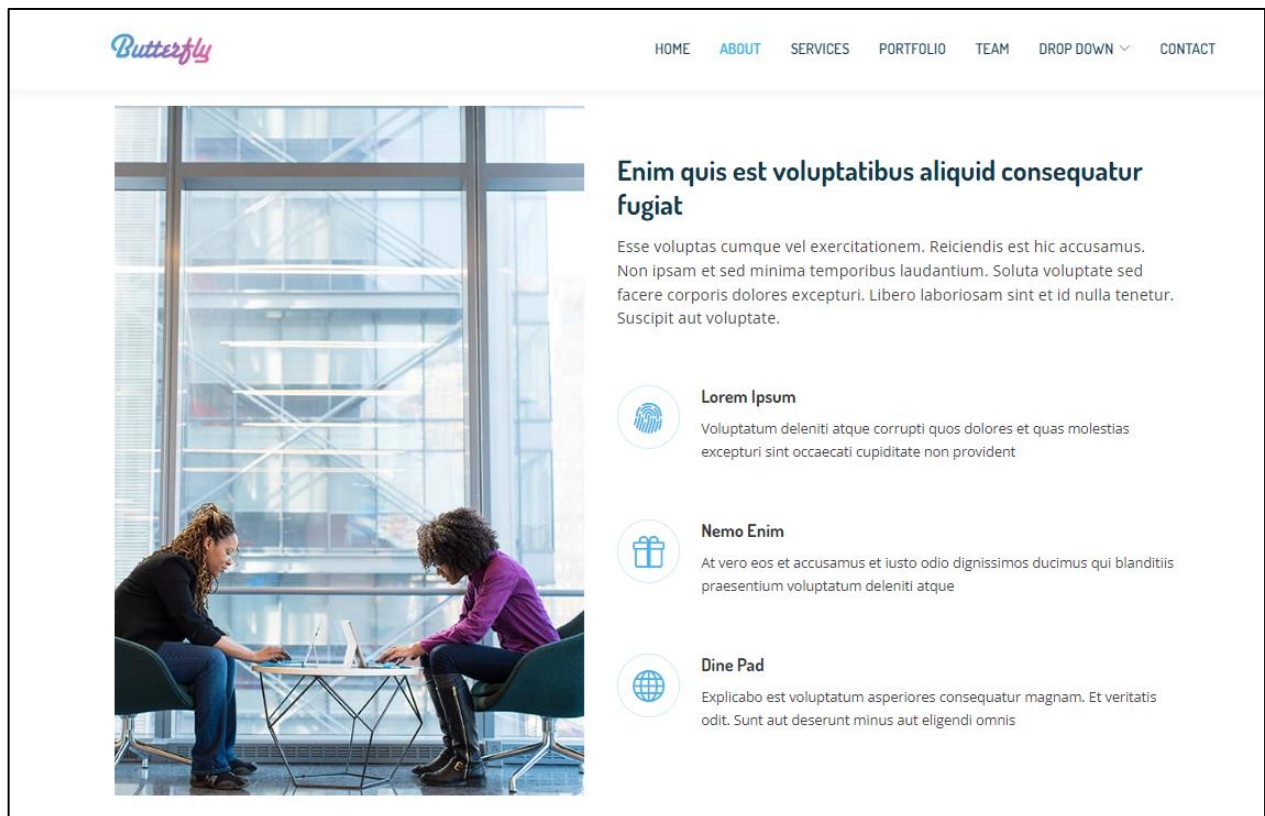 Butterfly
HOME ABOUT SERVICES PORTFOLIO TEAM DROP DOWN CONTACT
Enim quis est voluptatibus aliquid consequatur
fugiat
Esse voluptas cumque vel exercitationem. Reiciendis est hic accusamus.
Non ipsam et sed minima temporibus laudantium. Soluta voluptate sed
facere corporis dolores excepturi. Libero laboriosam sint et id nulla tenetur.
Suscipit aut voluptate.
Lorem Ipsum
Voluptatum deleniti atque corrupti quos dolores et quas molestias
excepturi sint occaecati cupiditate non provident
Nemo Enim
At vero eos et accusamus et iusto odio dignissimos ducimus qui blanditiis
praesentium voluptatum deleniti atque
Dine Pad
Explicabo est voluptatum asperiores consequatur magnam. Et veritatis
odit. Sunt aut deserunt minus aut eligendi omnis